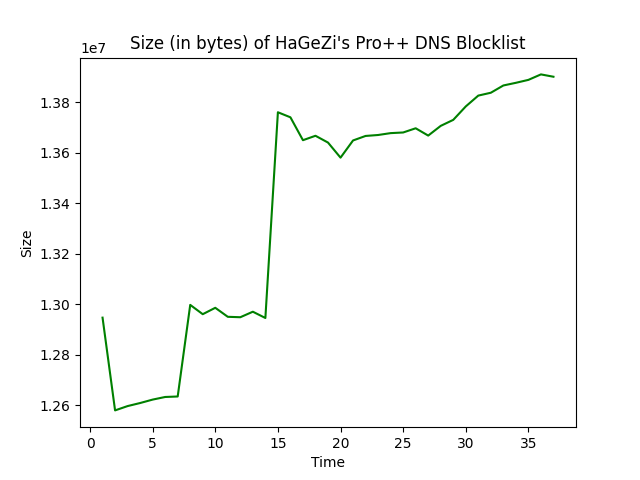 Size (in bytes) of HaGeZi's Pro++ DNS Blocklist
1e7
1.38
1.36
1.34
1.32
1.30
1.28
1.26
Size
0 5 10 15 20 25 30 35
Time